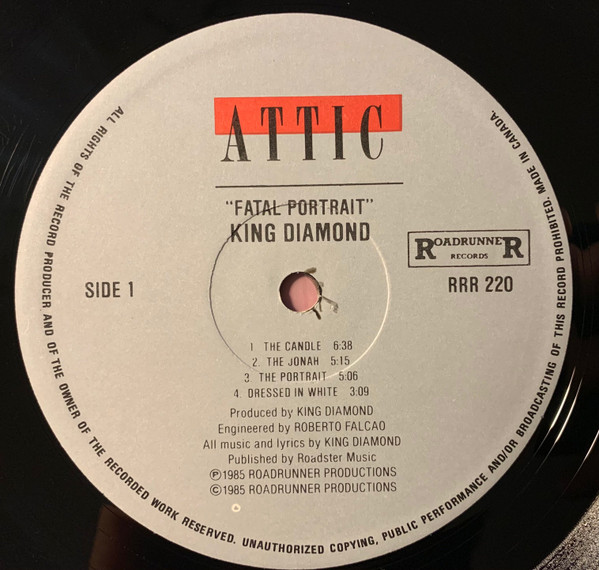 ATTIC
"FATAL PORTRAIT"
KING DIAMOND
ROADRUNNER
RECORDS
SIDE 1
RRR 220
1. THE CANDLE 6:38
2. THE JONAH 5:15
3. THE PORTRAIT 5:06
4. DRESSED IN WHITE 3:09
Produced by KING DIAMOND
Engineered by ROBERTO FALCAO
All music and lyrics by KING DIAMOND
Published by Roadster Music
Ⓟ1985 ROADRUNNER PRODUCTIONS
©1985 ROADRUNNER PRODUCTIONS
ALL RIGHTS OF THE RECORD PRODUCER AND OF THE OWNER OF THE RECORDED WORK RESERVED. UNAUTHORIZED COPYING, PUBLIC PERFORMANCE AND/OR BROADCASTING OF THIS RECORD PROHIBITED. MADE IN CANADA.